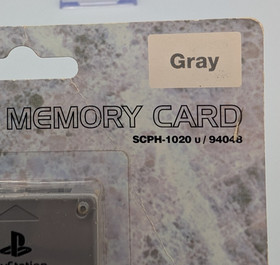 Gray
MEMORY CARD
SCPH-1020 U / 94048